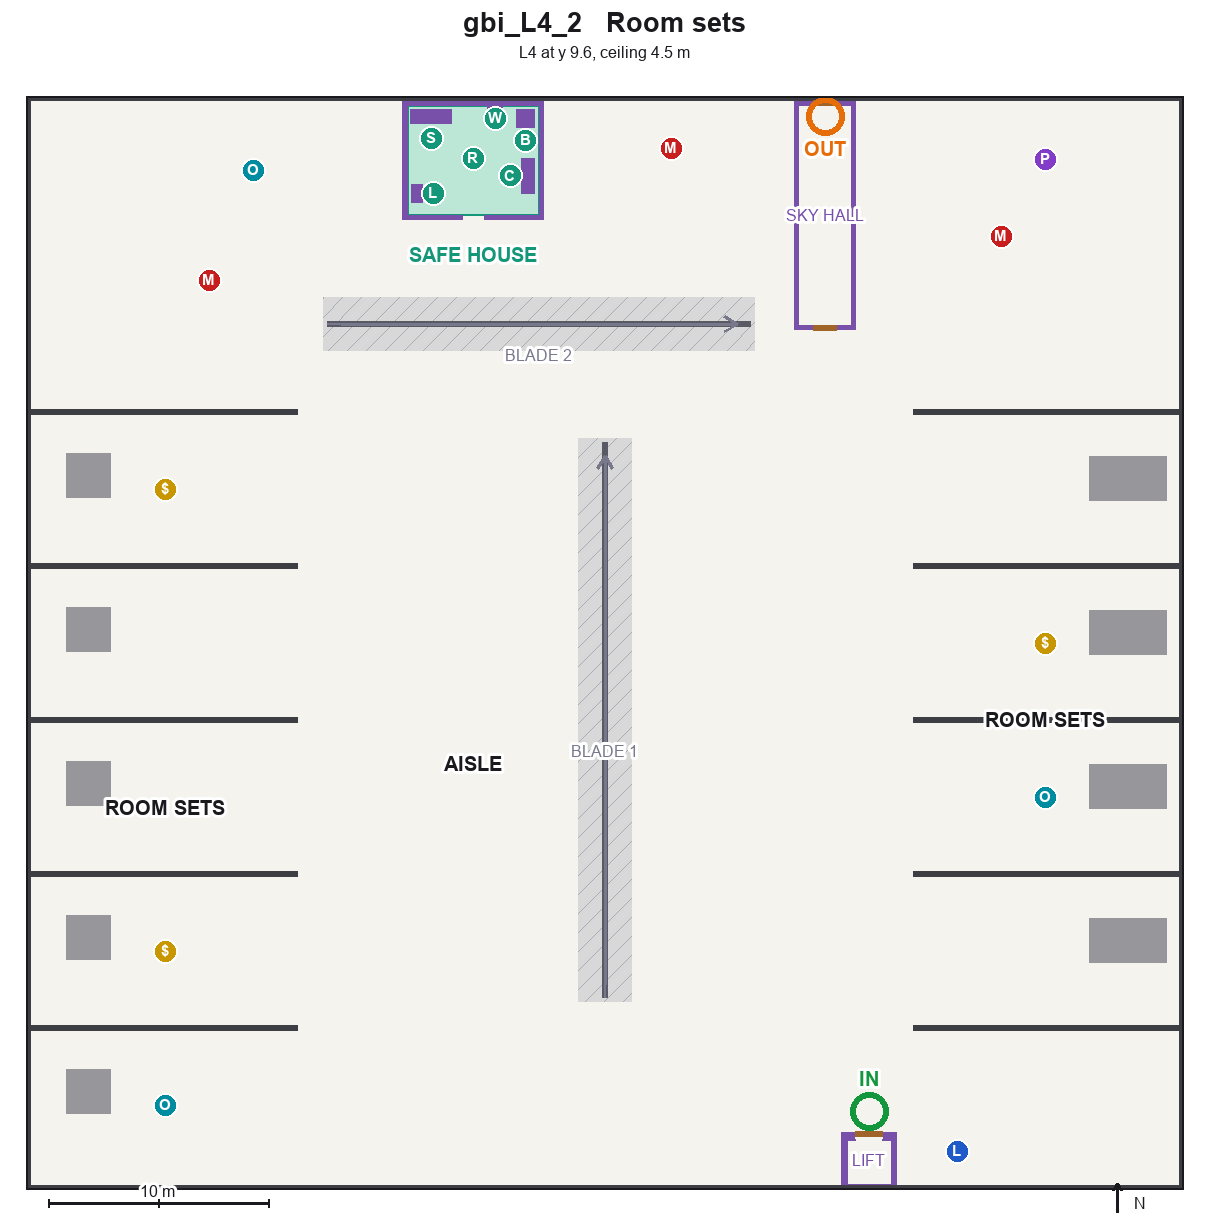 gbi_L4_2   Room sets
L4 at y 9.6, ceiling 4.5 m
W
S
B
R
C
L
SAFE HOUSE
O
M
M
OUT
SKY HALL
P
M
BLADE 2
$
$
ROOM SETS
BLADE 1
AISLE
ROOM SETS
O
$
IN
O
LIFT
L
10 m
N